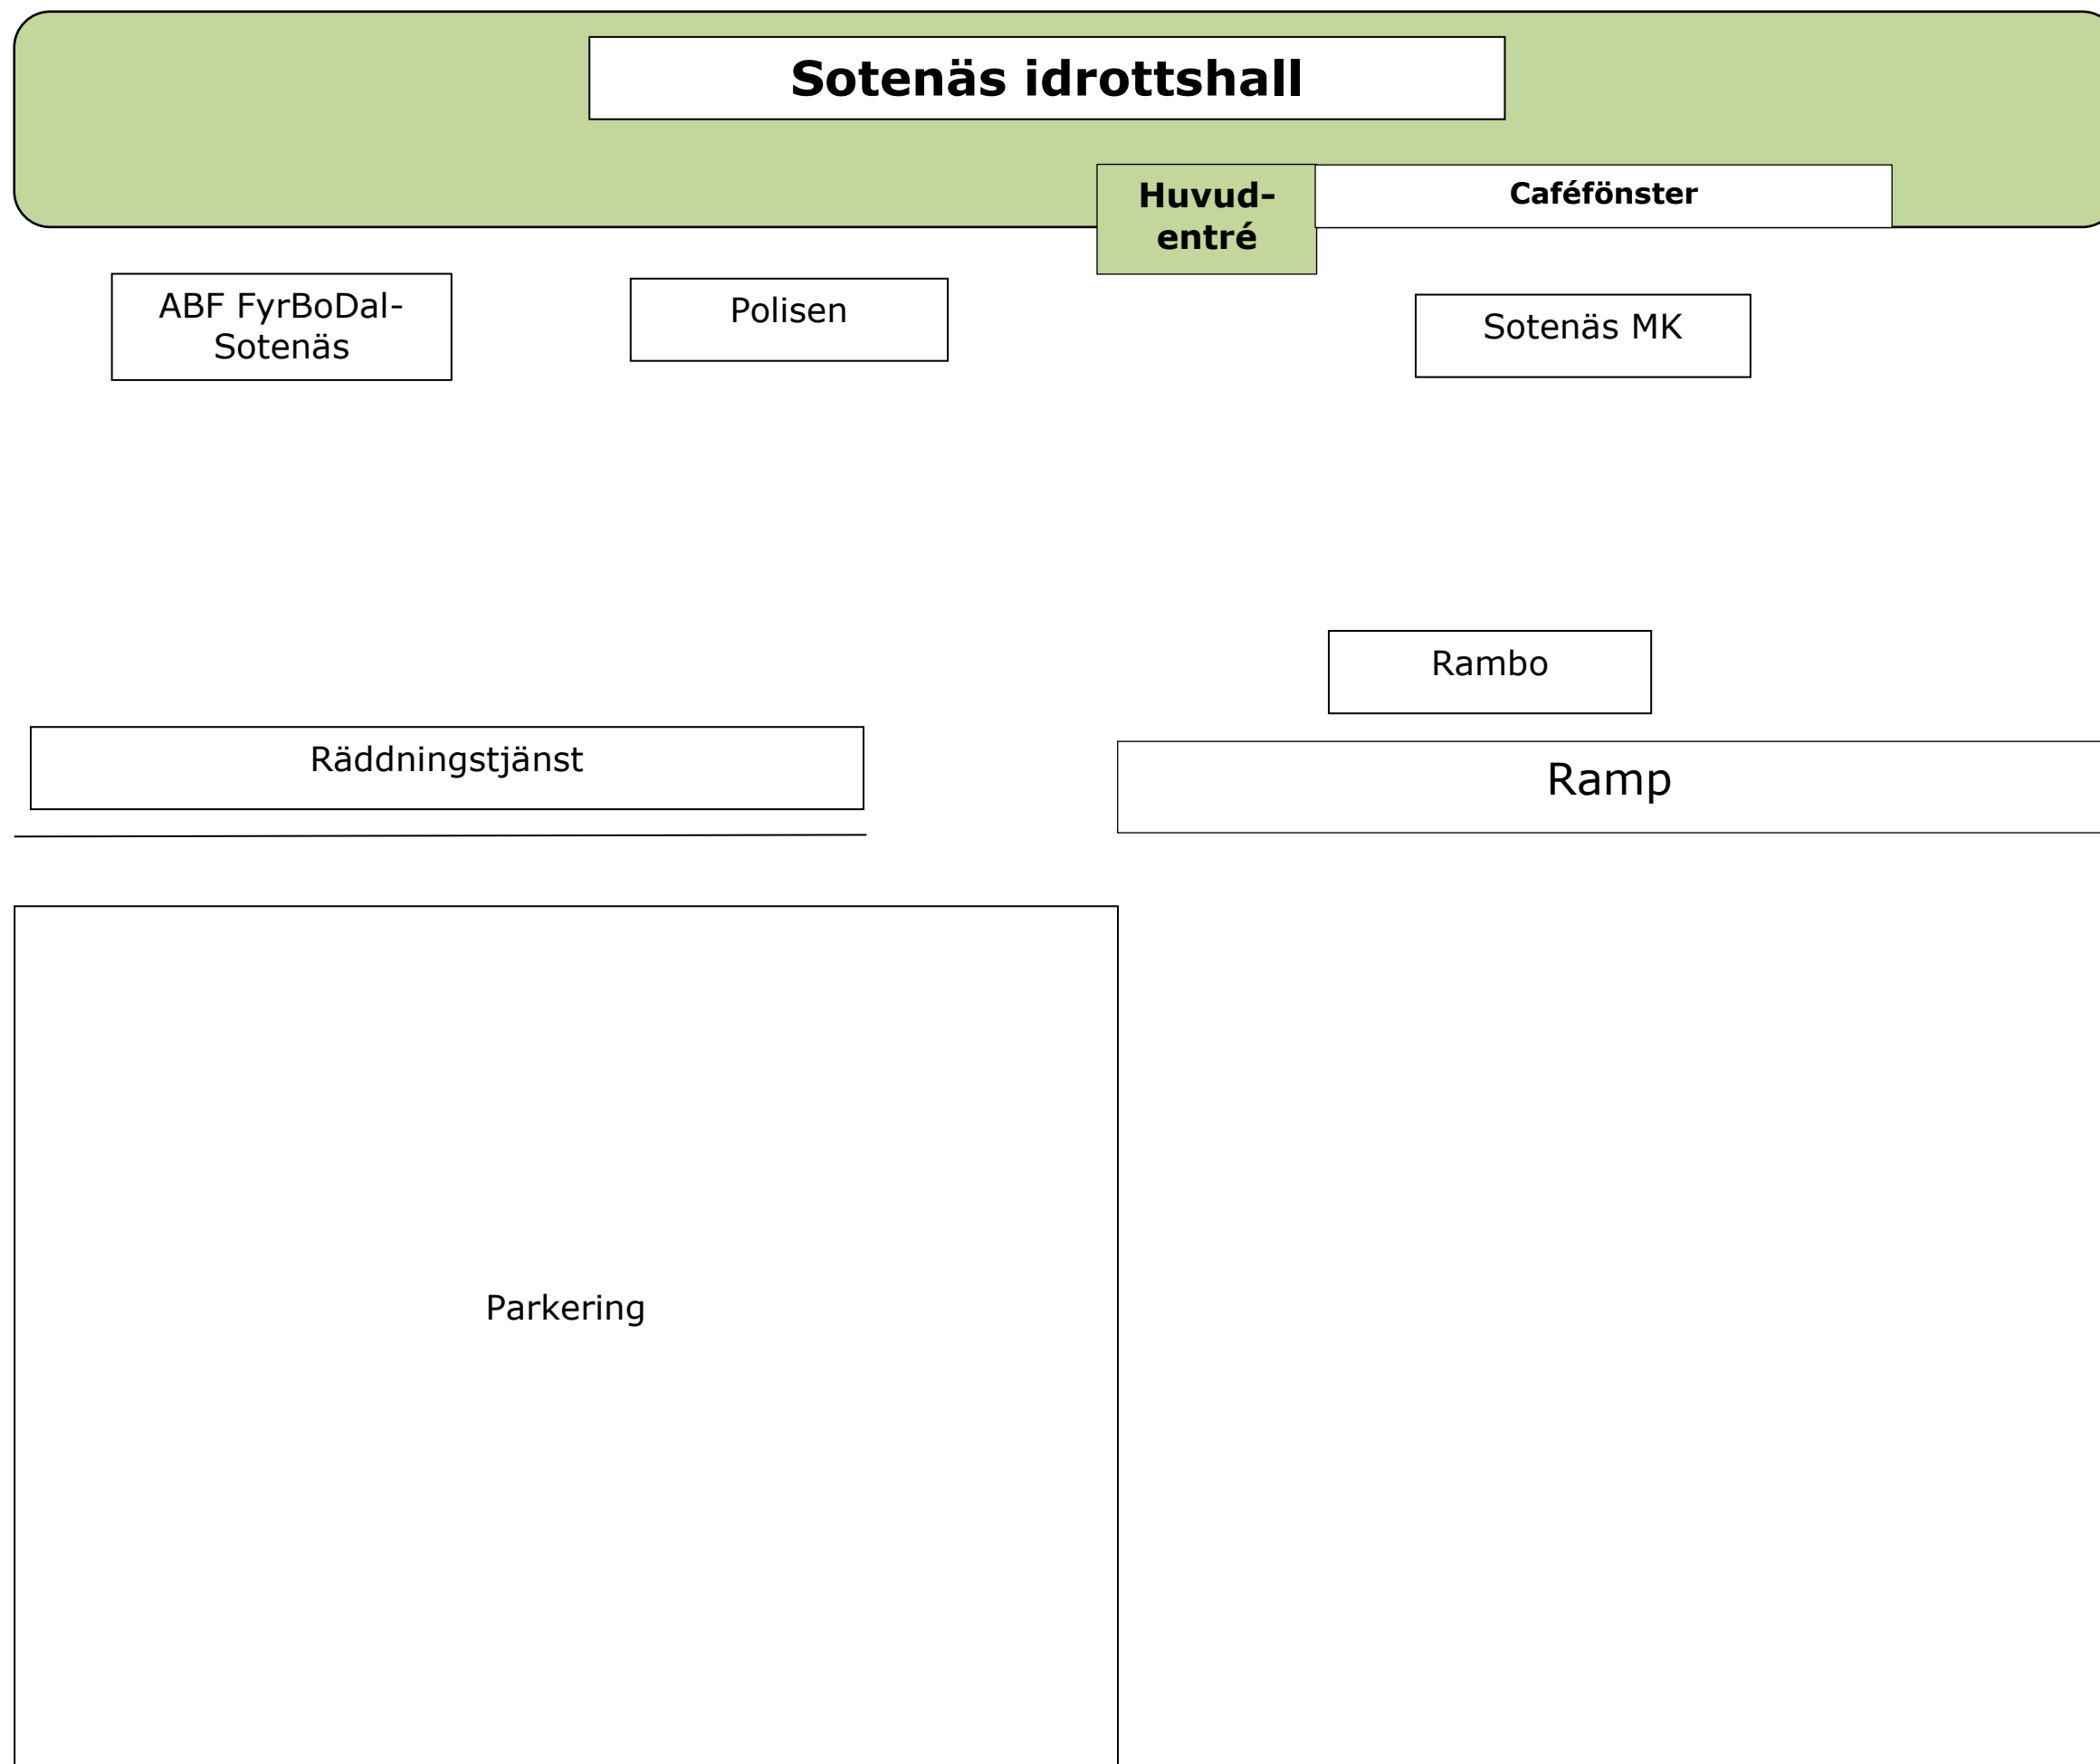 Sotenäs idrottshall
Huvud-
entré
Caféfönster
ABF FyrBoDal-
Sotenäs
Polisen
Sotenäs MK
Rambo
Räddningstjänst
Ramp
Parkering